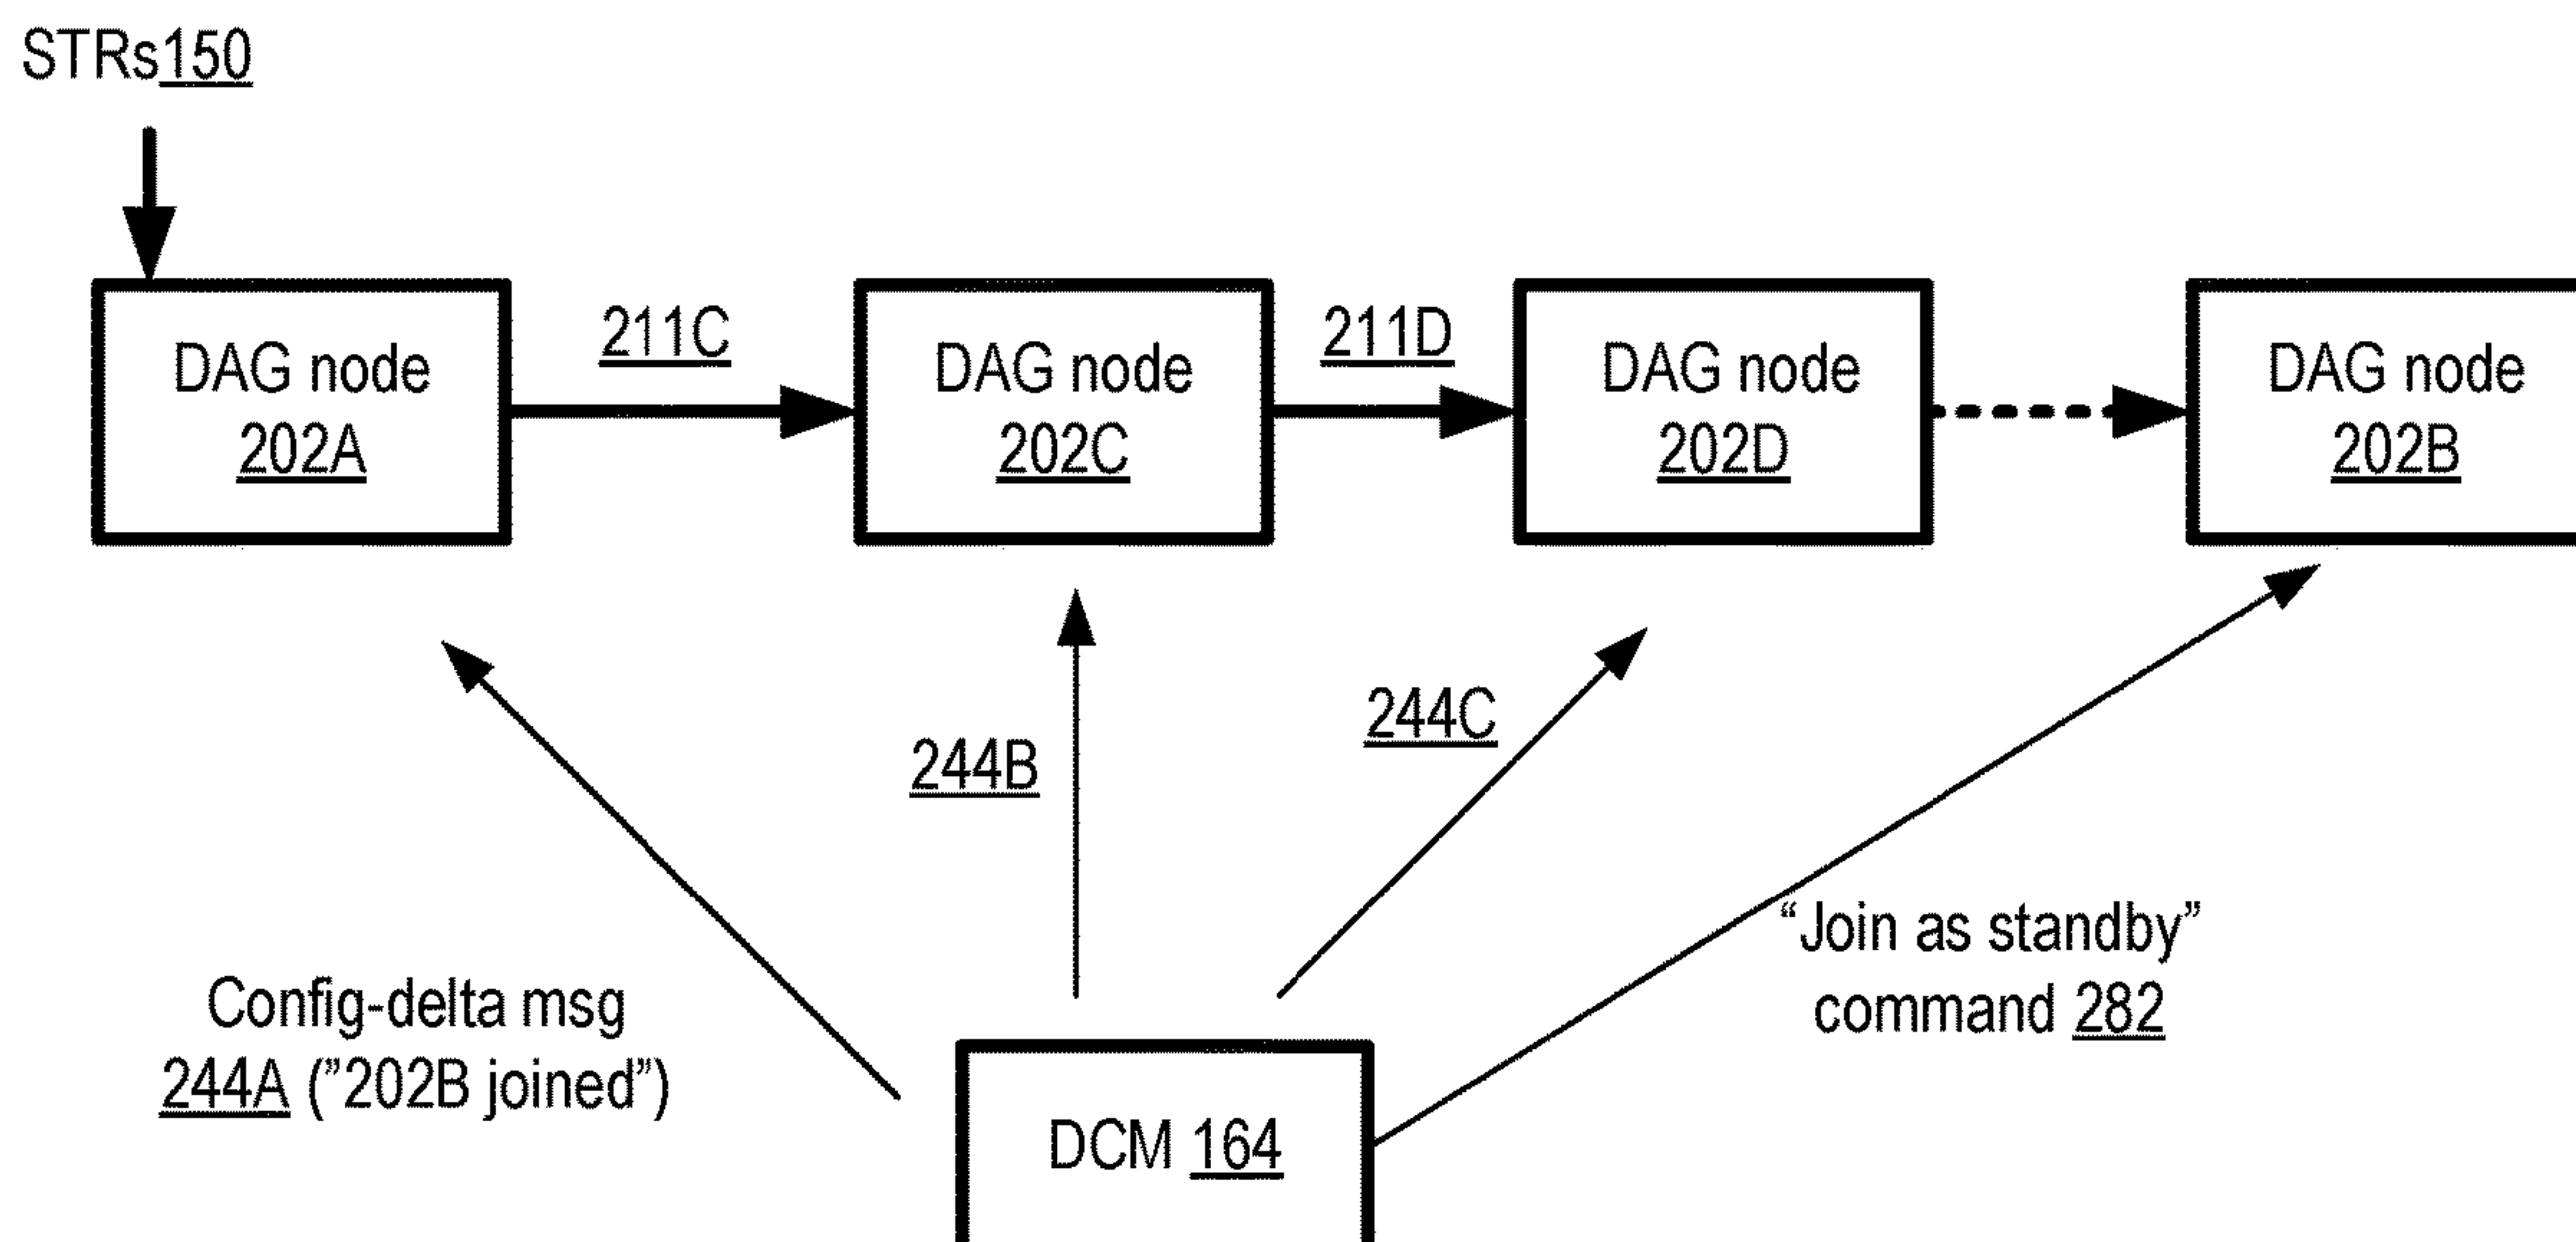 STRs150
DAG node
202A
211C
DAG node
202C
211D
DAG node
202D
DAG node
202B
244B
244C
“Join as standby”
command 282
Config-delta msg
244A (”202B joined”)
DCM 164